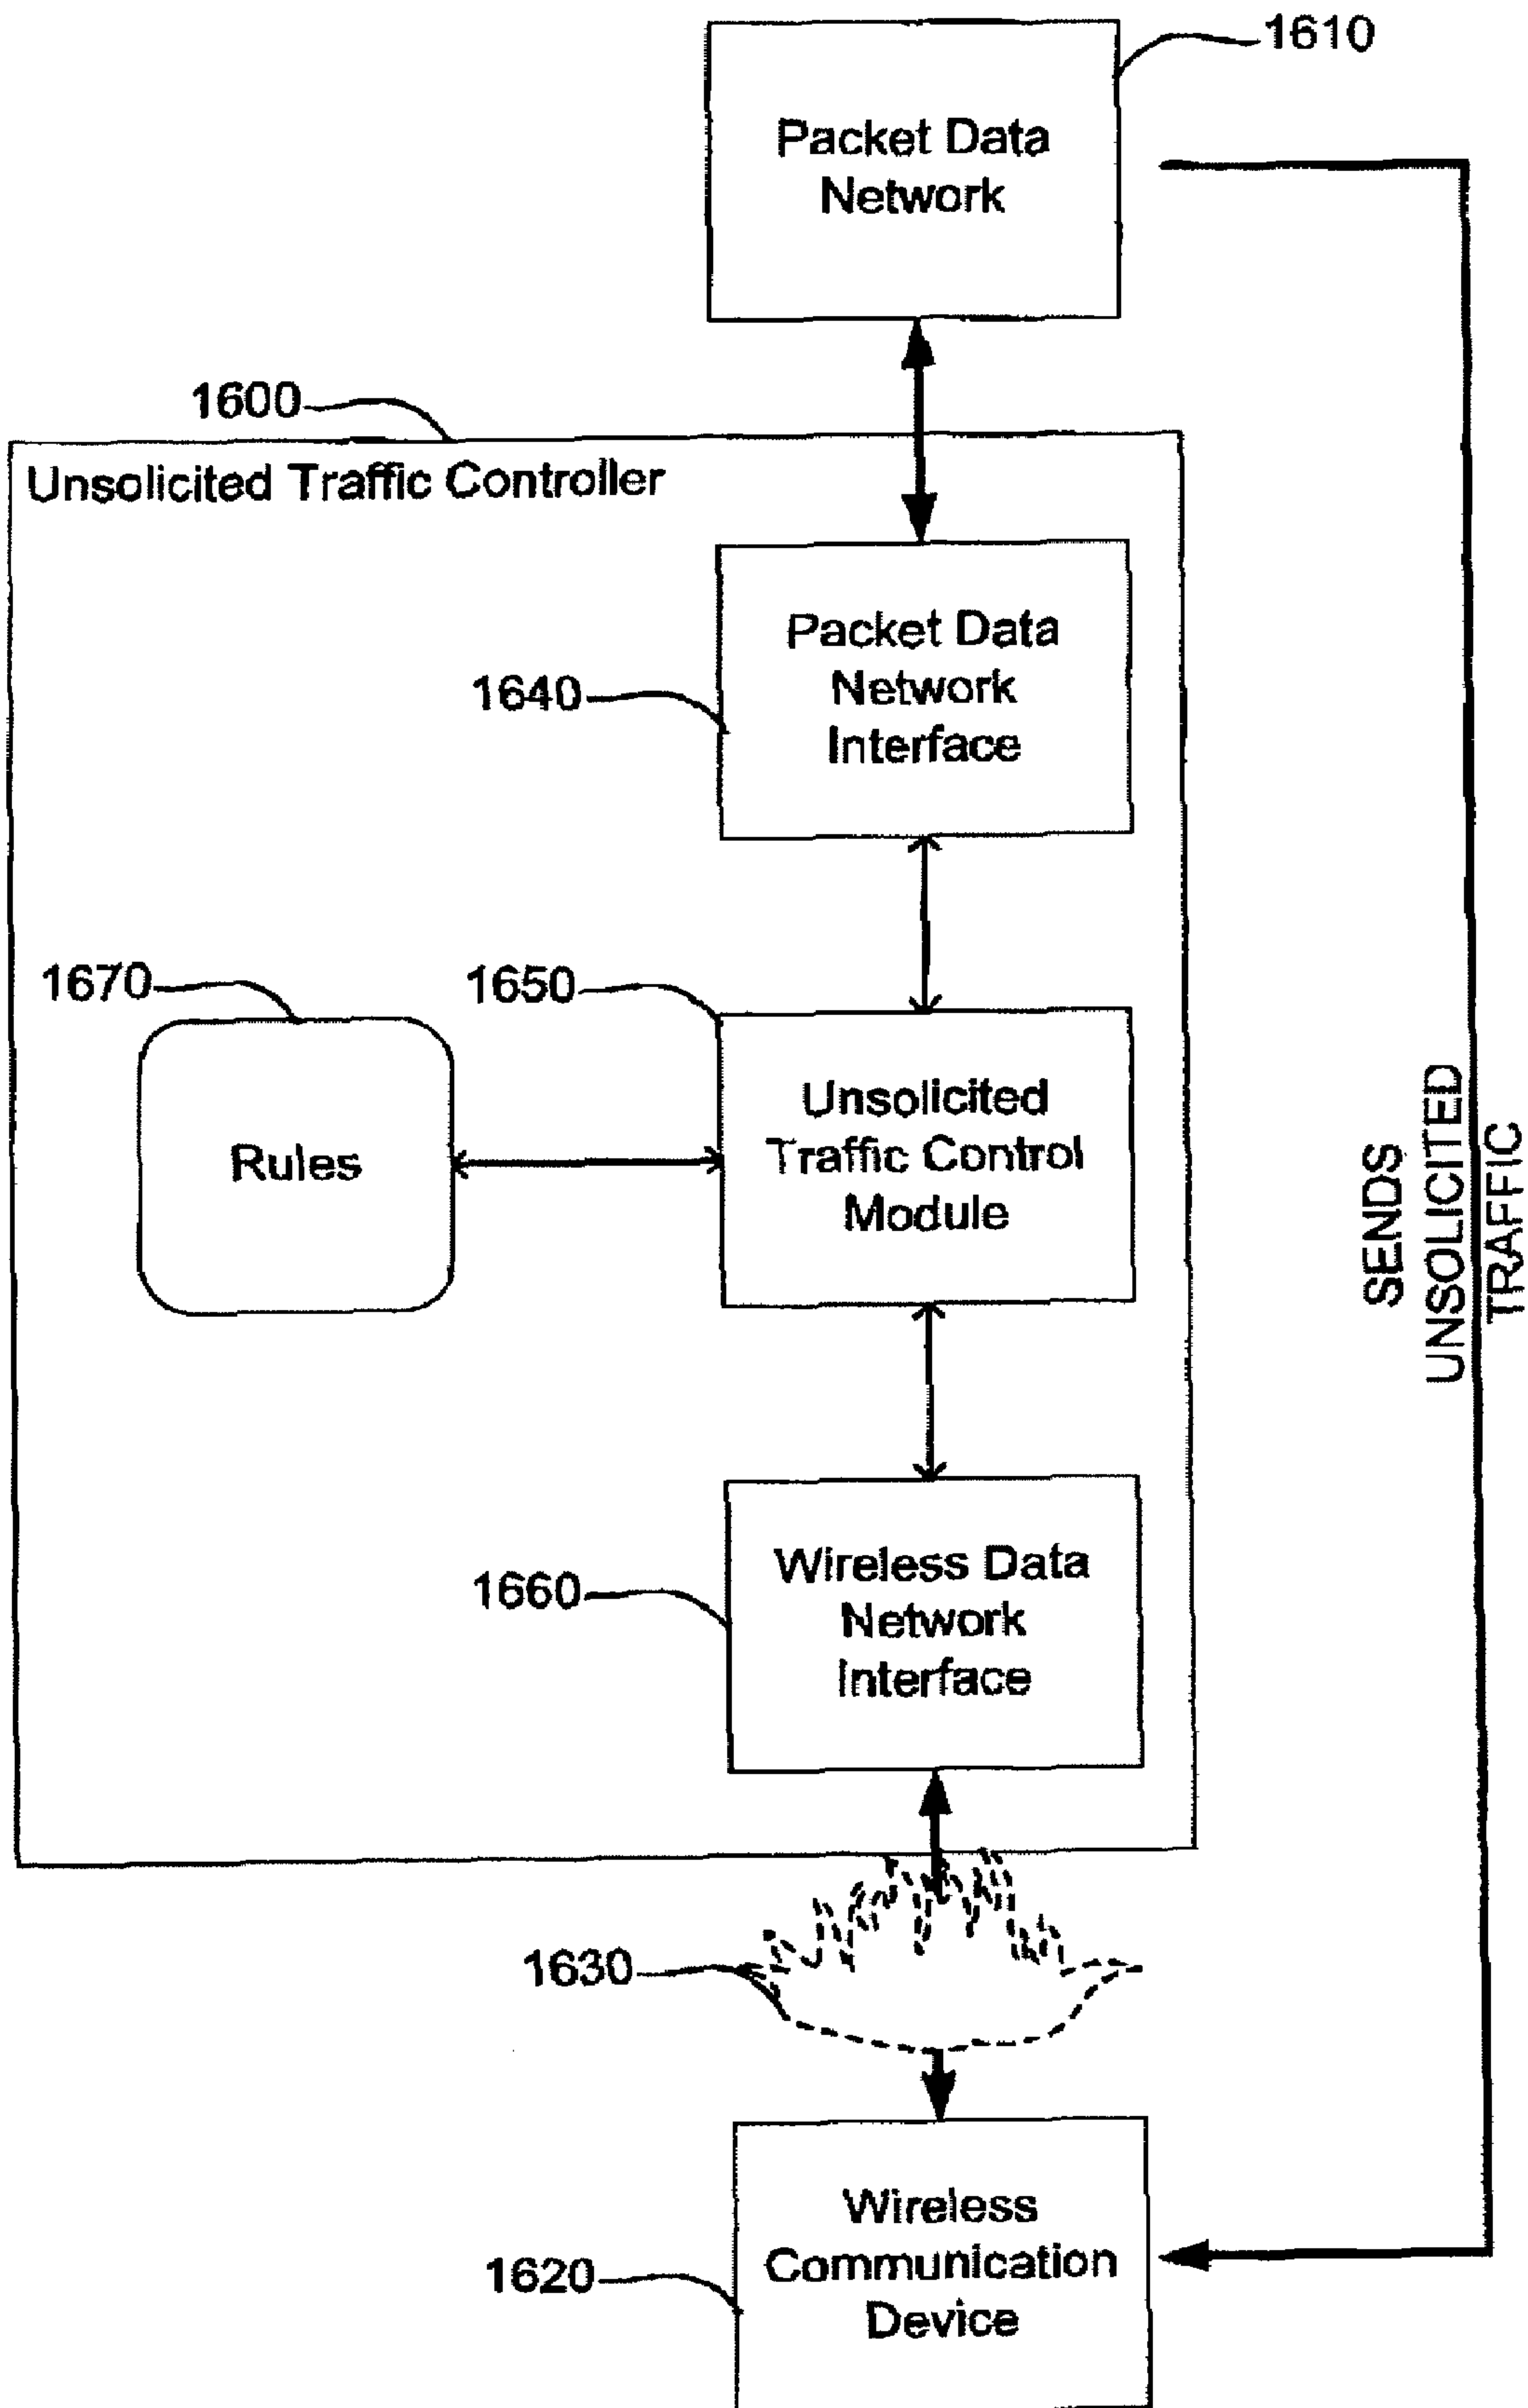 1610
Packet Data
Network
1600
Unsolicited Traffic Controller
Packet Data
Network
Interface
1640
1670
1650
Rules
Unsolicited
Traffic Control
Module
SENDS
UNSOLICITED
TRAFFIC
Wireless Data
Network
Interface
1660
1630
Wireless
Communication
Device
1620